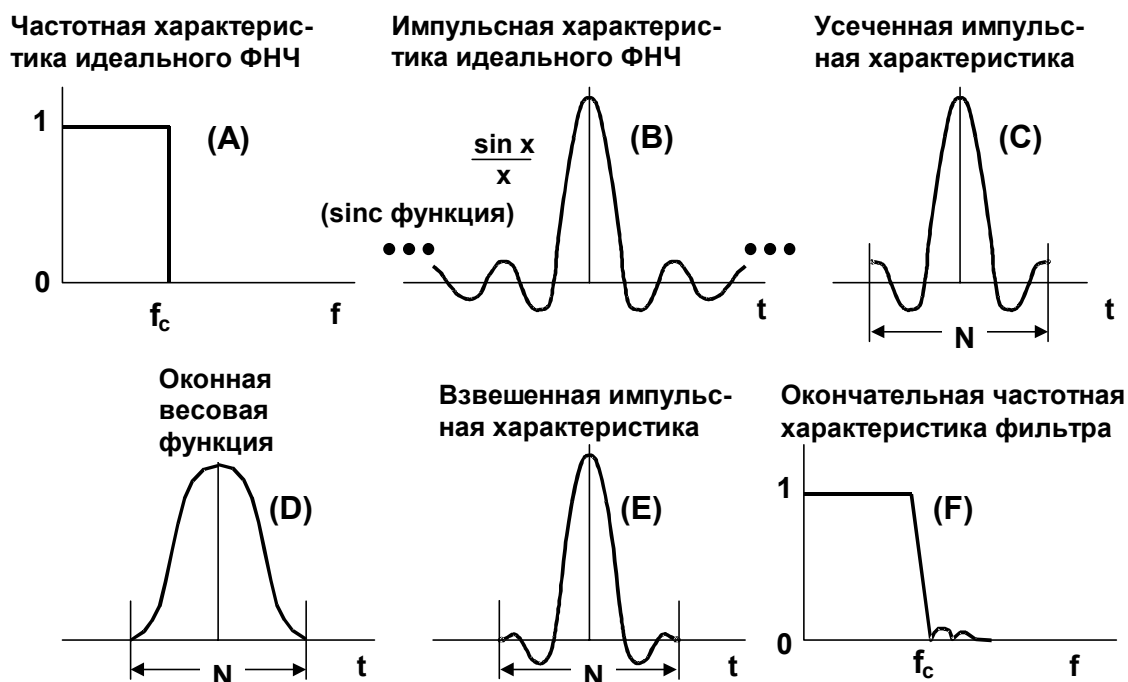 Частотная характерис-
тика идеального ФНЧ
1
(A)
0
fc
f
Импульсная характерис-
тика идеального ФНЧ
sin x
x
(sinc функция)
(B)
t
Усеченная импульс-
ная характеристика
(C)
t
N
Оконная
весовая
функция
(D)
N
t
Взвешенная импульс-
ная характеристика
(E)
N
t
Окончательная частотная
характеристика фильтра
1
(F)
0
fc
f